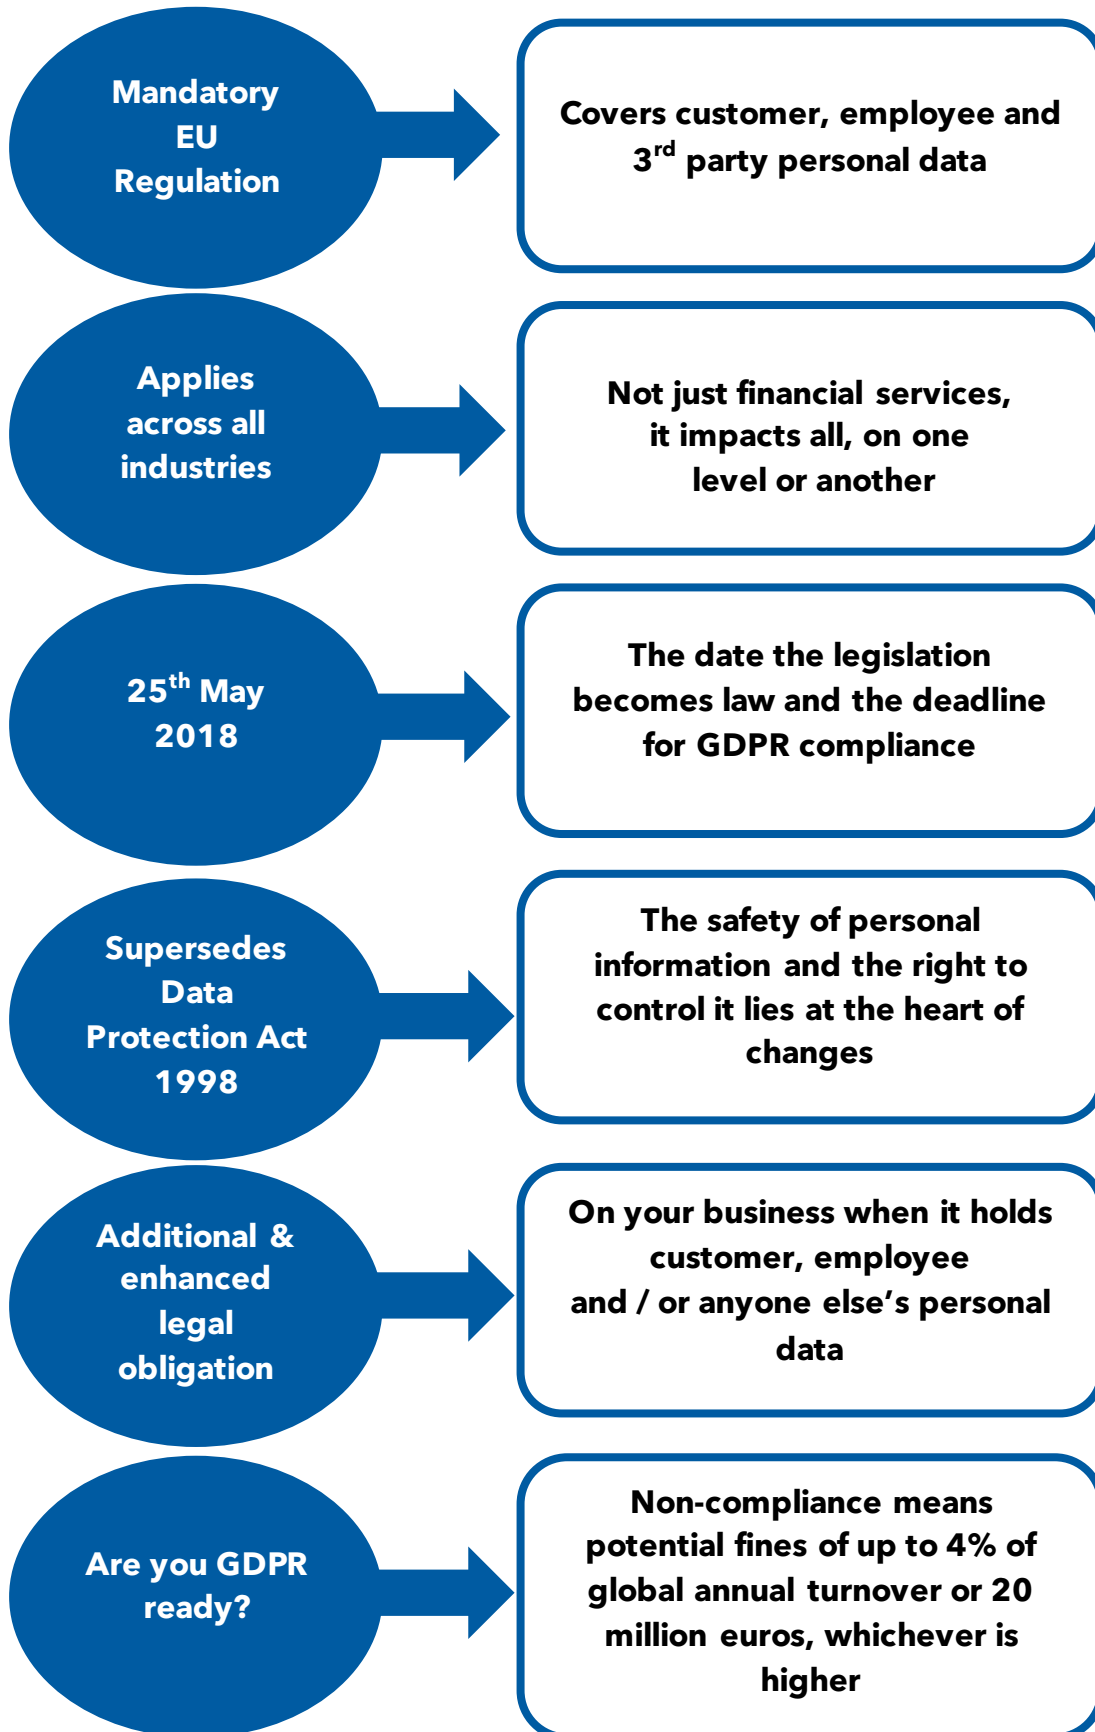 Mandatory
EU
Regulation
Covers customer, employee and
3rd party personal data
Applies
across all
industries
Not just financial services,
it impacts all, on one
level or another
25th May
2018
The date the legislation
becomes law and the deadline
for GDPR compliance
Supersedes
Data
Protection Act
1998
The safety of personal
information and the right to
control it lies at the heart of
changes
Additional &
enhanced
legal
obligation
On your business when it holds
customer, employee
and / or anyone else’s personal
data
Are you GDPR
ready?
Non-compliance means
potential fines of up to 4% of
global annual turnover or 20
million euros, whichever is
higher